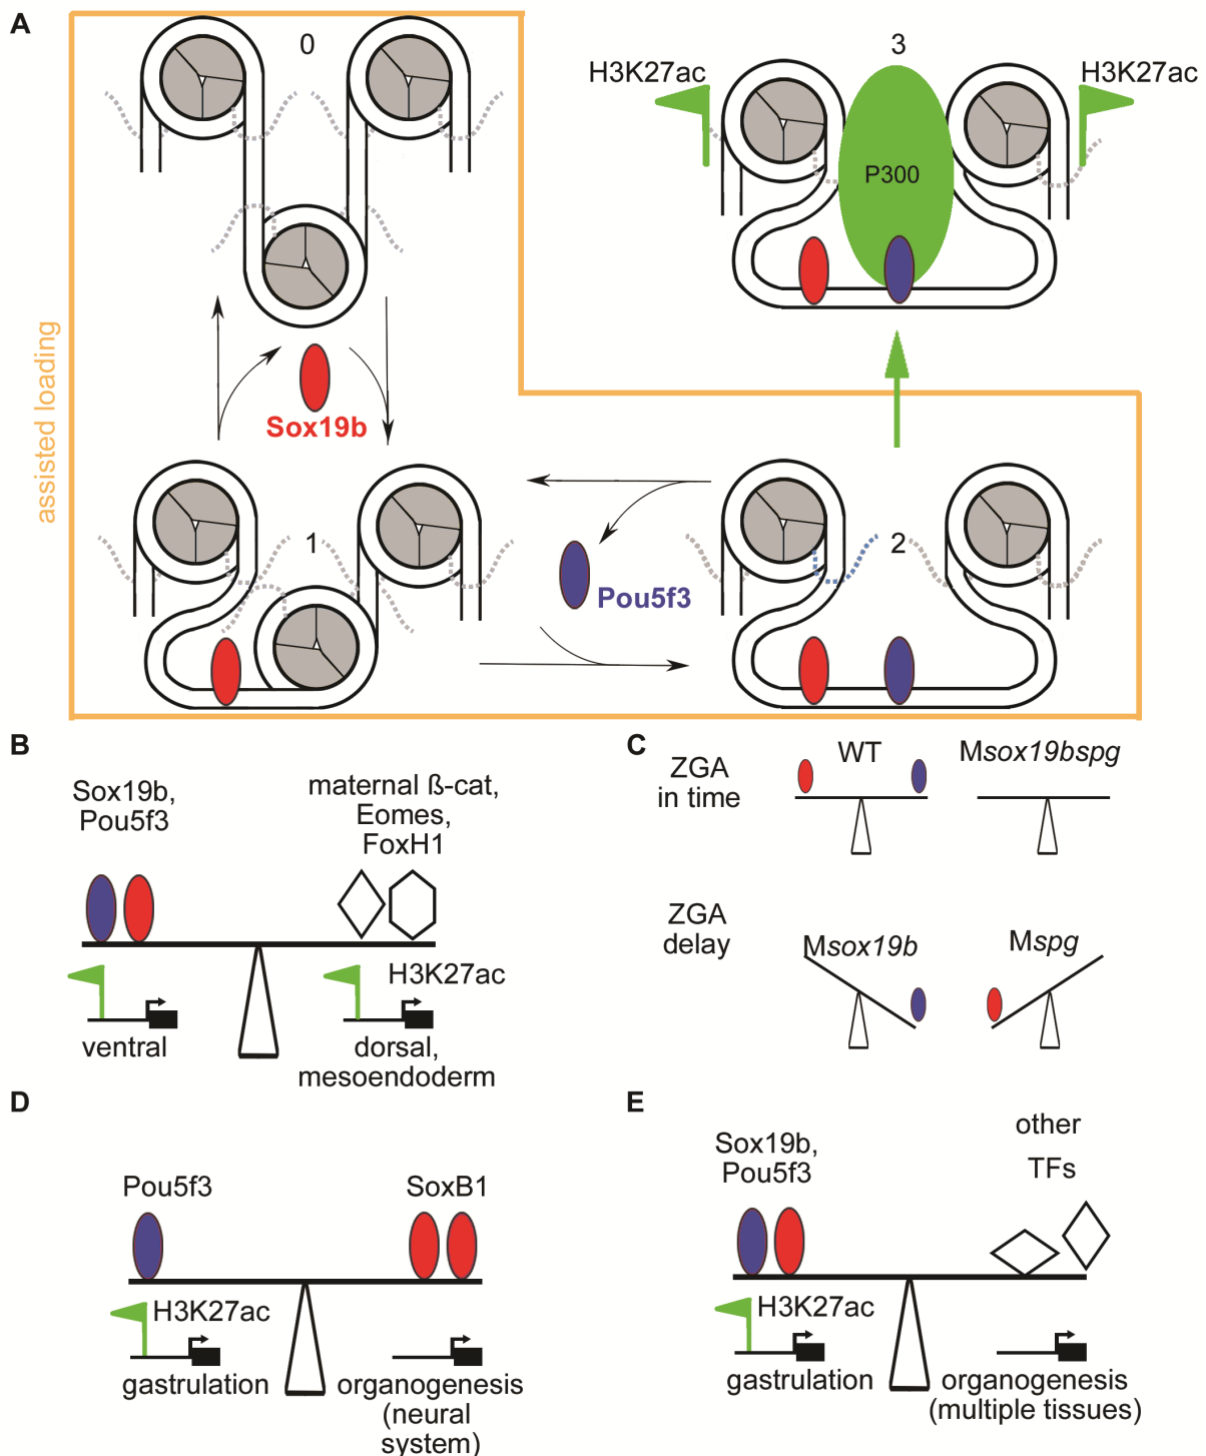 A
0
3
H3K27ac
H3K27ac
P300
assisted loading
Sox19b
1
2
Pou5f3
B
Sox19b,
Pou5f3
maternal ß-cat,
Eomes,
FoxH1
H3K27ac
ventral
dorsal,
mesoendoderm
C
ZGA
in time
WT
Msox19bspg
ZGA
delay
Msox19b
Mspg
D
Pou5f3
SoxB1
H3K27ac
gastrulation
organogenesis
(neural
system)
E
Sox19b,
Pou5f3
other
TFs
H3K27ac
gastrulation
organogenesis
(multiple tissues)